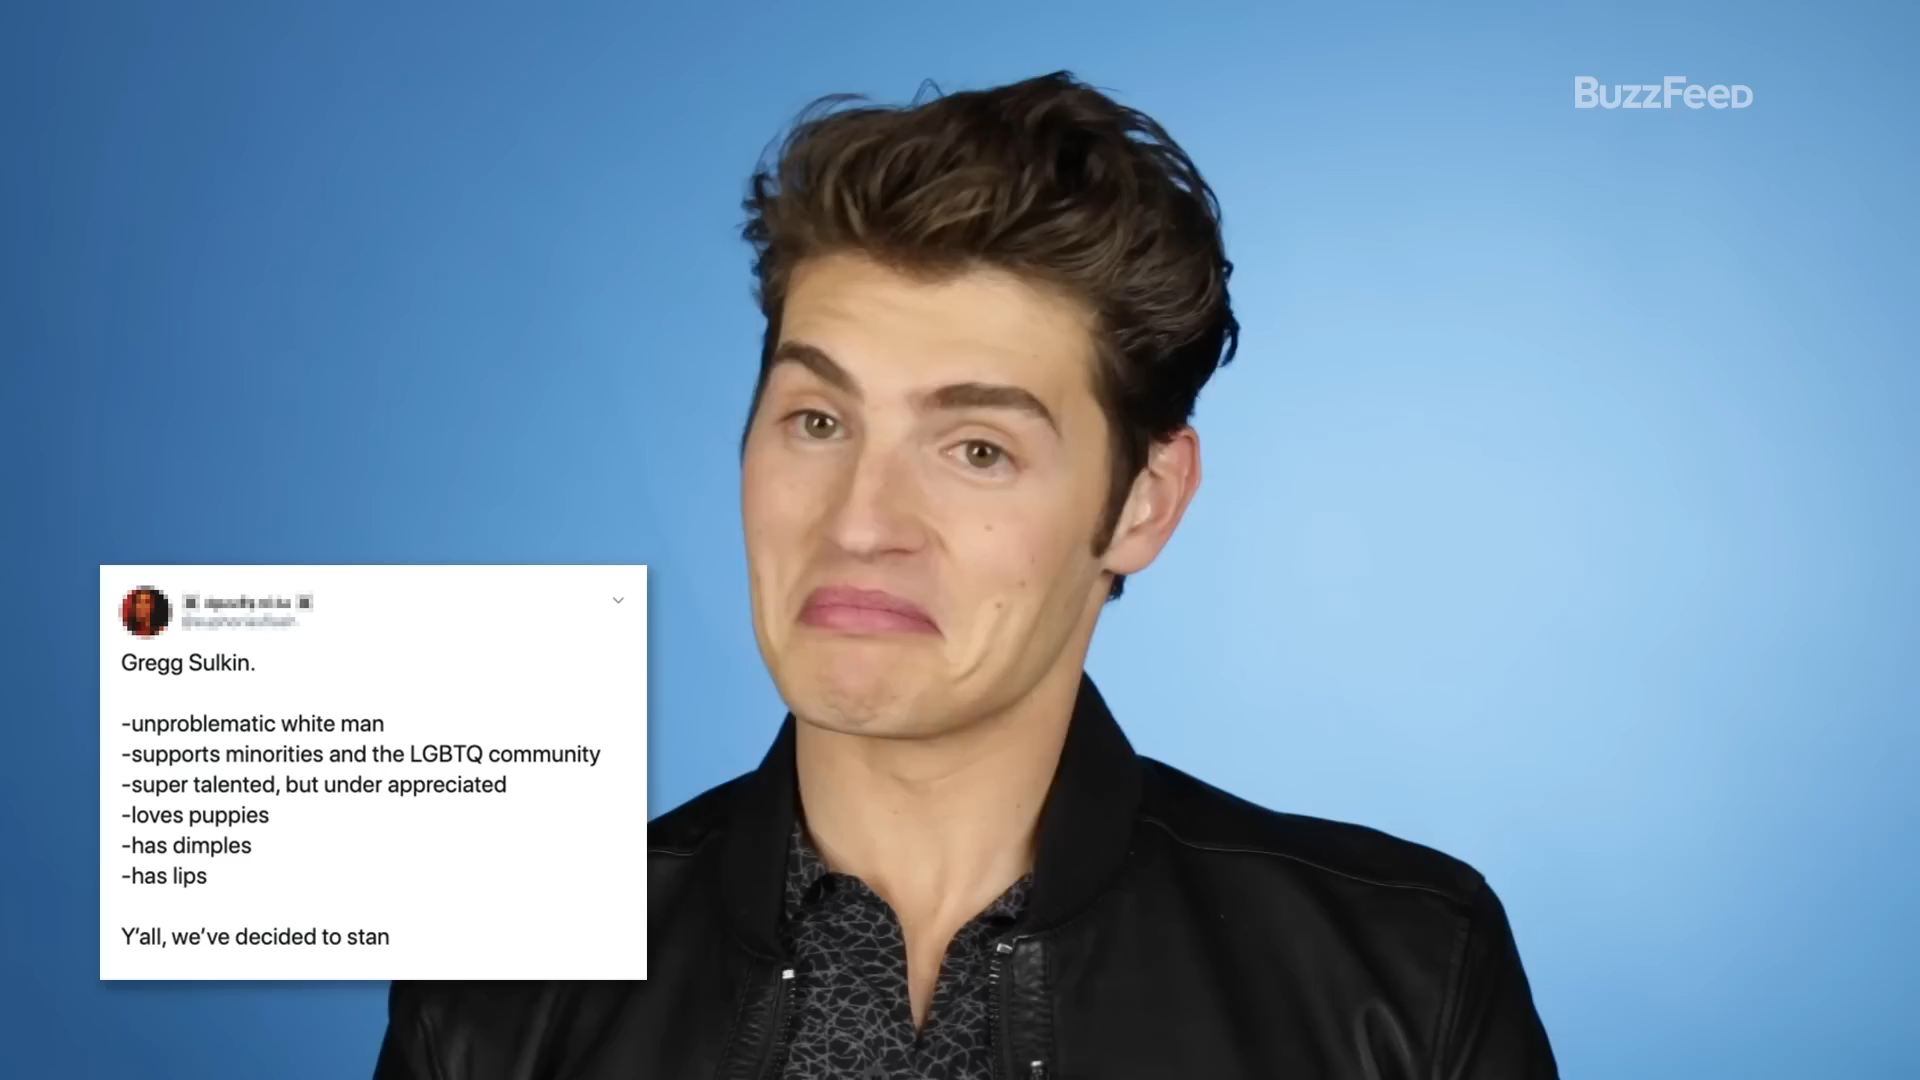 BuzzFeed
Gregg Sulkin.
-unproblematic white man
-supports minorities and the LGBTQ community
-super talented, but under appreciated
-loves puppies
-has dimples
-has lips
Y’all, we’ve decided to stan